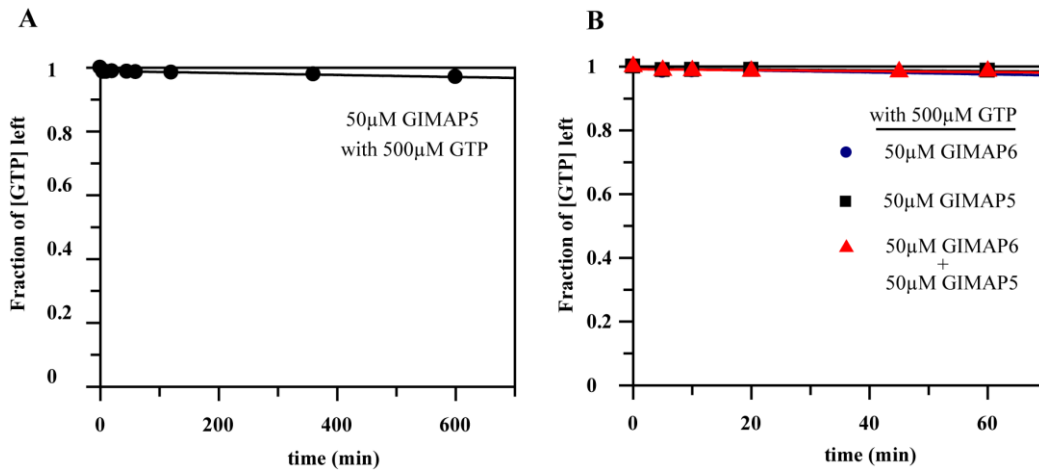 A
Fraction of [GTP] left
1
0.8
0.6
0.4
0.2
0
50µM GIMAP5
with 500µM GTP
0 200 400 600
time (min)
B
Fraction of [GTP] left
1
0.8
0.6
0.4
0.2
0
with 500µM GTP
50µM GIMAP6
50µM GIMAP5
50µM GIMAP6
+
50µM GIMAP5
0 20 40 60
time (min)